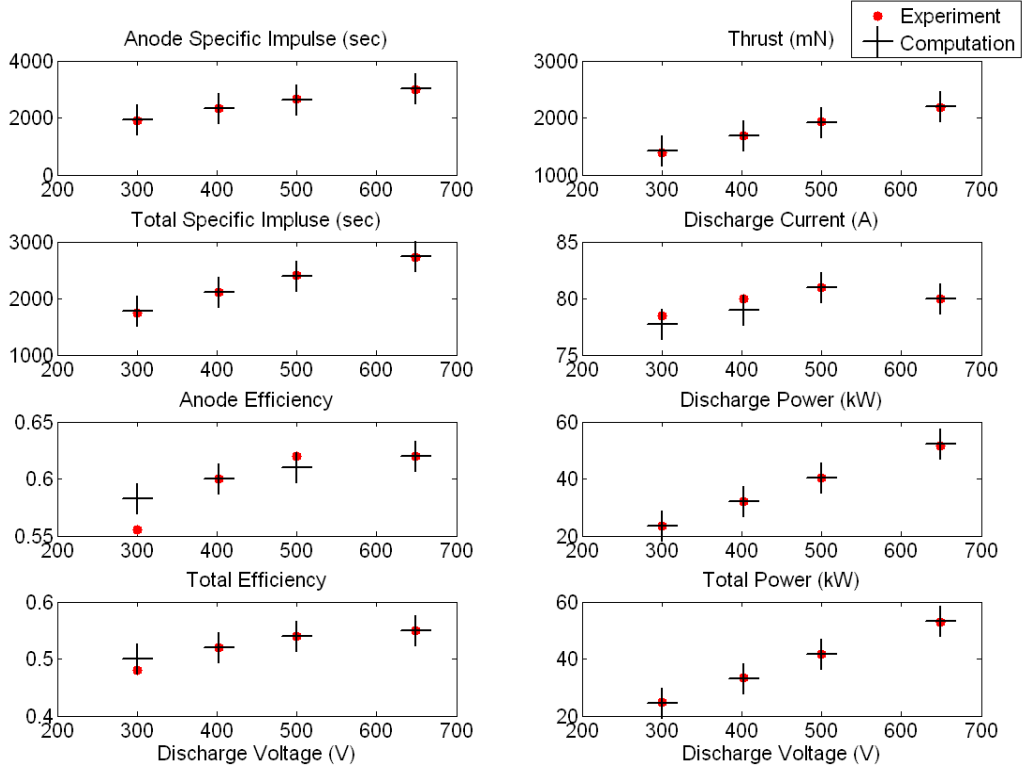 Experiment
Computation
Anode Specific Impulse (sec)
4000
2000
0
200 300 400 500 600 700
Thrust (mN)
3000
2000
1000
200 300 400 500 600 700
Total Specific Impluse (sec)
3000
2000
1000
200 300 400 500 600 700
Discharge Current (A)
85
80
75
200 300 400 500 600 700
Anode Efficiency
0.65
0.6
0.55
200 300 400 500 600 700
Discharge Power (kW)
60
40
20
200 300 400 500 600 700
Total Efficiency
0.6
0.5
0.4
200 300 400 500 600 700
Discharge Voltage (V)
Total Power (kW)
60
40
20
200 300 400 500 600 700
Discharge Voltage (V)